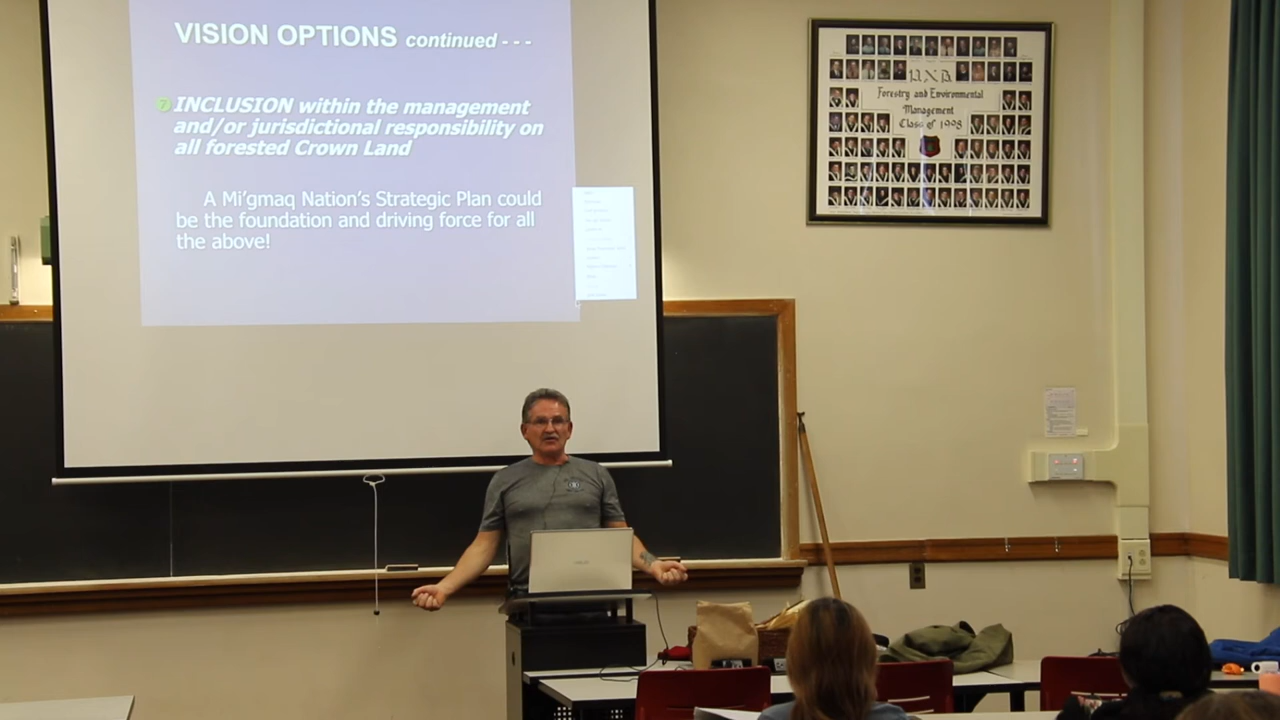 VISION OPTIONS continued - - -
7 INCLUSION within the management
and/or jurisdictional responsibility on
all forested Crown Land
A Mi'gmaq Nation's Strategic Plan could
be the foundation and driving force for all
the above!
U.N.B.
Forestry and Environmental
Management
Class of 1998